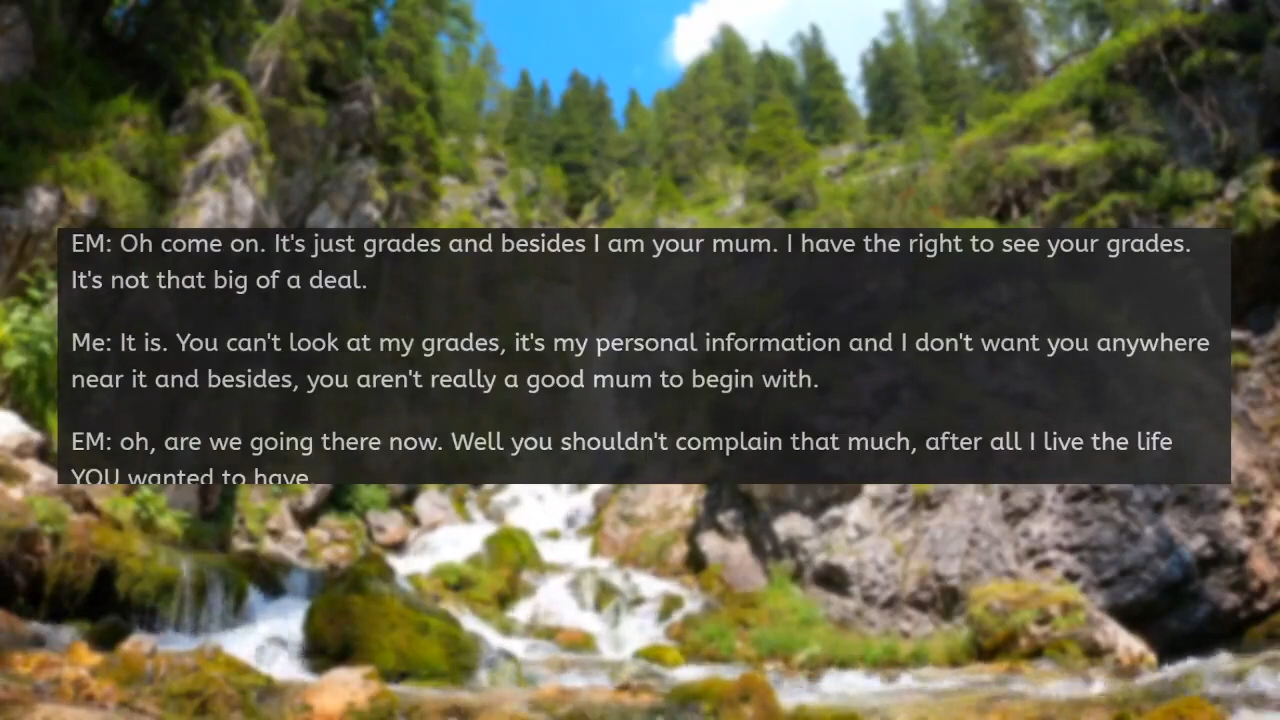 EM: Oh come on. It's just grades and besides I am your mum. I have the right to see your grades.
It's not that big of a deal.
Me: It is. You can't look at my grades, it's my personal information and I don't want you anywhere
near it and besides, you aren't really a good mum to begin with.
EM: oh, are we going there now. Well you shouldn't complain that much, after all I live the life
YOU wanted to have.